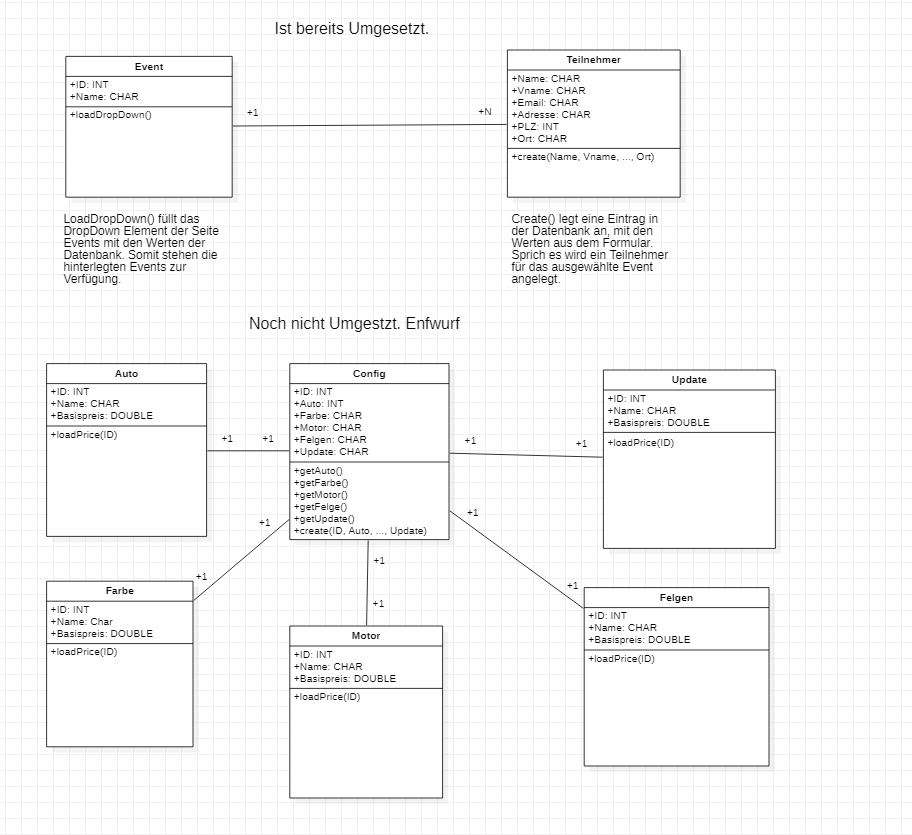 Ist bereits Umgesetzt.
Event
+ID: INT
+Name: CHAR
+loadDropDown()
+1
+N
Teilnehmer
+Name: CHAR
+Vname: CHAR
+Email: CHAR
+Adresse: CHAR
+PLZ: INT
+Ort: CHAR
+create(Name, Vname, ..., Ort)
LoadDropDown() füllt das
DropDown Element der Seite
Events mit den Werten der
Datenbank. Somit stehen die
hinterlegten Events zur
Verfügung.
Create() legt eine Eintrag in
der Datenbank an, mit den
Werten aus dem Formular.
Sprich es wird ein Teilnehmer
für das ausgewählte Event
angelegt.
Noch nicht Umgestzt. Enfwurf
Auto
+ID: INT
+Name: CHAR
+Basispreis: DOUBLE
+loadPrice(ID)
+1
+1
Config
+ID: INT
+Auto: INT
+Farbe: CHAR
+Motor: CHAR
+Felgen: CHAR
+Update: CHAR
+getAuto()
+getFarbe()
+getMotor()
+getFelge()
+getUpdate()
+create(ID, Auto, ..., Update)
+1
+1
Update
+ID: INT
+Name: CHAR
+Basispreis: DOUBLE
+loadPrice(ID)
+1
+1
Farbe
+ID: INT
+Name: Char
+Basispreis: DOUBLE
+loadPrice(ID)
+1
+1
Motor
+ID: INT
+Name: CHAR
+Basispreis: DOUBLE
+loadPrice(ID)
+1
+1
Felgen
+ID: INT
+Name: CHAR
+Basispreis: DOUBLE
+loadPrice(ID)